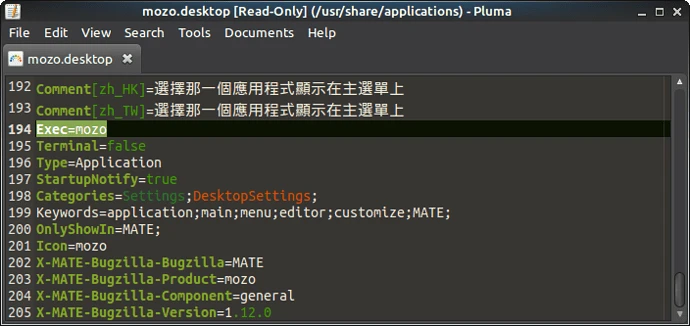 mozo.desktop [Read-Only] (/usr/share/applications) - Pluma
File Edit View Search Tools Documents Help
mozo.desktop
192 Comment[zh_HK]=選擇那一個應用程式顯示在主選單上
193 Comment[zh_TW]=選擇那一個應用程式顯示在主選單上
194 Exec=mozo
195 Terminal=false
196 Type=Application
197 StartupNotify=true
198 Categories=Settings;DesktopSettings;
199 Keywords=application;main;menu;editor;customize;MATE;
200 OnlyShowIn=MATE;
201 Icon=mozo
202 X-MATE-Bugzilla-Bugzilla=MATE
203 X-MATE-Bugzilla-Product=mozo
204 X-MATE-Bugzilla-Component=general
205 X-MATE-Bugzilla-Version=1.12.0